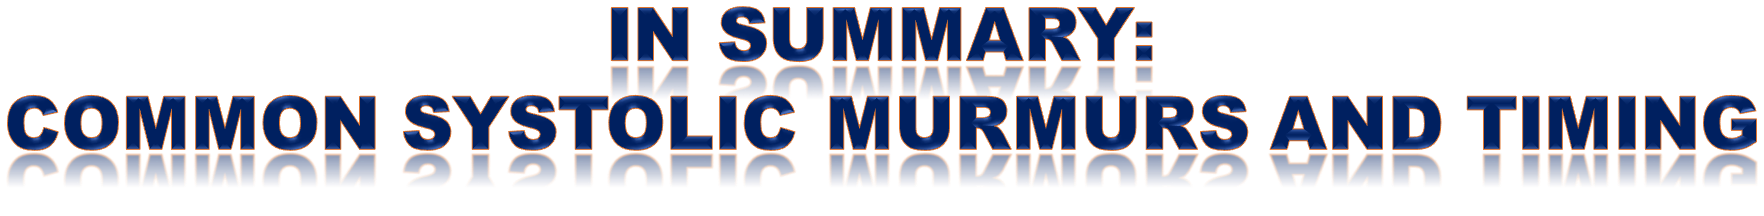 IN SUMMARY:
COMMON SYSTOLIC MURMURS AND TIMING